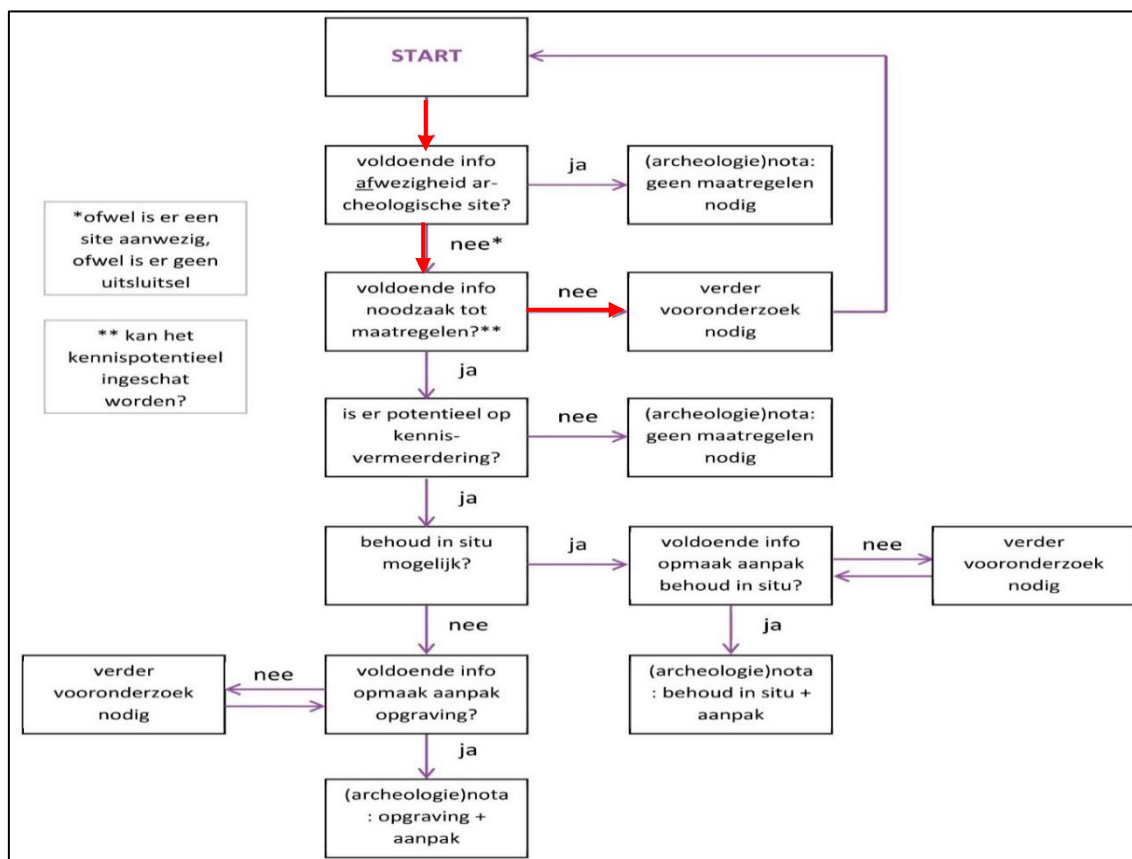 START
voldoende info
afwezigheid ar-
cheologische site?
ja
(archeologie)nota:
geen maatregelen
nodig
*ofwel is er een
site aanwezig,
ofwel is er geen
uitsluitsel
nee*
voldoende info
noodzaak tot
maatregelen?**
nee
verder
vooronderzoek
nodig
** kan het
kennispotentieel
ingeschat
worden?
ja
is er potentieel op
kennis-
vermeerdering?
nee
(archeologie)nota:
geen maatregelen
nodig
ja
behoud in situ
mogelijk?
ja
voldoende info
opmaak aanpak
behoud in situ?
nee
verder
vooronderzoek
nodig
nee
ja
verder
vooronderzoek
nodig
nee
voldoende info
opmaak aanpak
opgraving?
(archeologie)nota
: behoud in situ +
aanpak
ja
(archeologie)nota
: opgraving +
aanpak